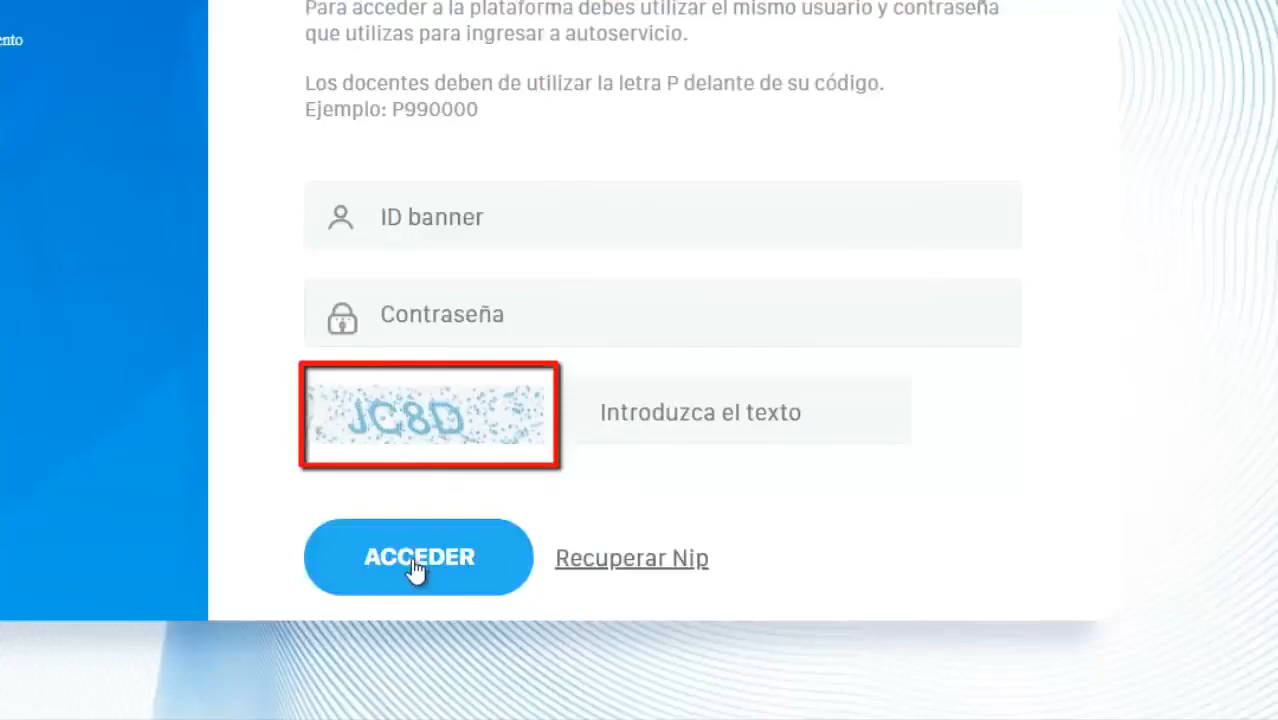 Para acceder a la plataforma debes utilizar el mismo usuario y contraseña
que utilizas para ingresar a autoservicio.
Los docentes deben de utilizar la letra P delante de su código.
Ejemplo: P990000
ID banner
Contraseña
JC8D
Introduzca el texto
ACCEDER
Recuperar Nip